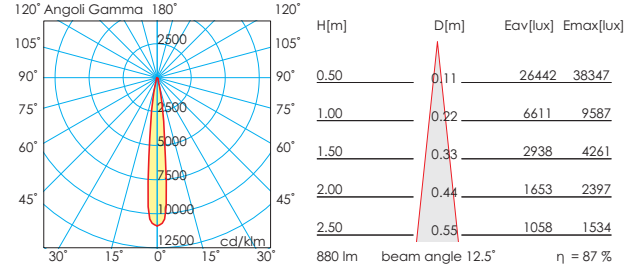 120° Angoli Gamma 180° 120°
105° 2500 105°
90° 90°
75° 2500 75°
60° 5000 60°
7500
45° 10000 45°
12500 cd/klm
30° 15° 0° 15° 30°
H[m] D[m] Eav[lux] Emax[lux]
0.50 0.11 26442 38347
1.00 0.22 6611 9587
1.50 0.33 2938 4261
2.00 0.44 1653 2397
2.50 0.55 1058 1534
880 lm beam angle 12.5° η = 87 %